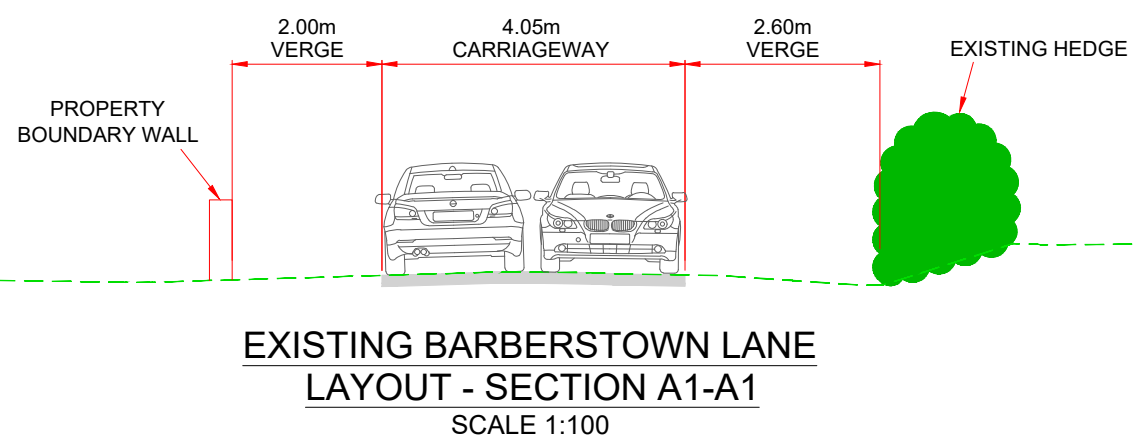 2.00m
VERGE
4.05m
CARRIAGEWAY
2.60m
VERGE
EXISTING HEDGE
PROPERTY
BOUNDARY WALL
EXISTING BARBERSTOWN LANE
LAYOUT - SECTION A1-A1
SCALE 1:100